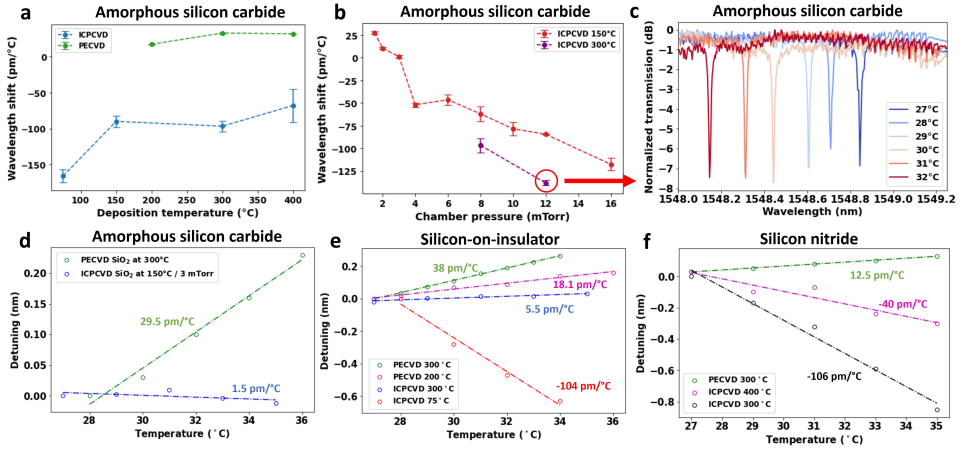 a
Amorphous silicon carbide
ICPCVD
PECVD
Wavelength shift (pm/°C)
0
−50
−100
−150
100 150 200 250 300 350 400
Deposition temperature (°C)
b
Amorphous silicon carbide
ICPCVD 150°C
ICPCVD 300°C
Wavelength shift pm/°C
25
0
−25
−50
−75
−100
−125
2 4 6 8 10 12 14 16
Chamber pressure (mTorr)
c
Amorphous silicon carbide
Normalized transmission (dB)
0
−1
−2
−3
−4
−5
−6
−7
−8
27°C
28°C
29°C
30°C
31°C
32°C
1548.0 1548.2 1548.4 1548.6 1548.8 1549.0 1549.2
Wavelength (nm)
d
Amorphous silicon carbide
PECVD SiO₂ at 300°C
ICPCVD SiO₂ at 150°C / 3 mTorr
Detuning (nm)
0.20
0.15
0.10
0.05
0.00
29.5 pm/°C
1.5 pm/°C
28 30 32 34 36
Temperature (°C)
e
Silicon-on-insulator
Detuning (nm)
0.2
0.0
−0.2
−0.4
−0.6
38 pm/°C
18.1 pm/°C
5.5 pm/°C
-104 pm/°C
PECVD 300°C
PECVD 200°C
ICPCVD 300°C
ICPCVD 75°C
28 30 32 34 36
Temperature (°C)
f
Silicon nitride
Detuning (nm)
0.2
0.0
−0.2
−0.4
−0.6
−0.8
12.5 pm/°C
-40 pm/°C
-106 pm/°C
PECVD 300°C
ICPCVD 400°C
ICPCVD 300°C
27 28 29 30 31 32 33 34 35
Temperature (°C)